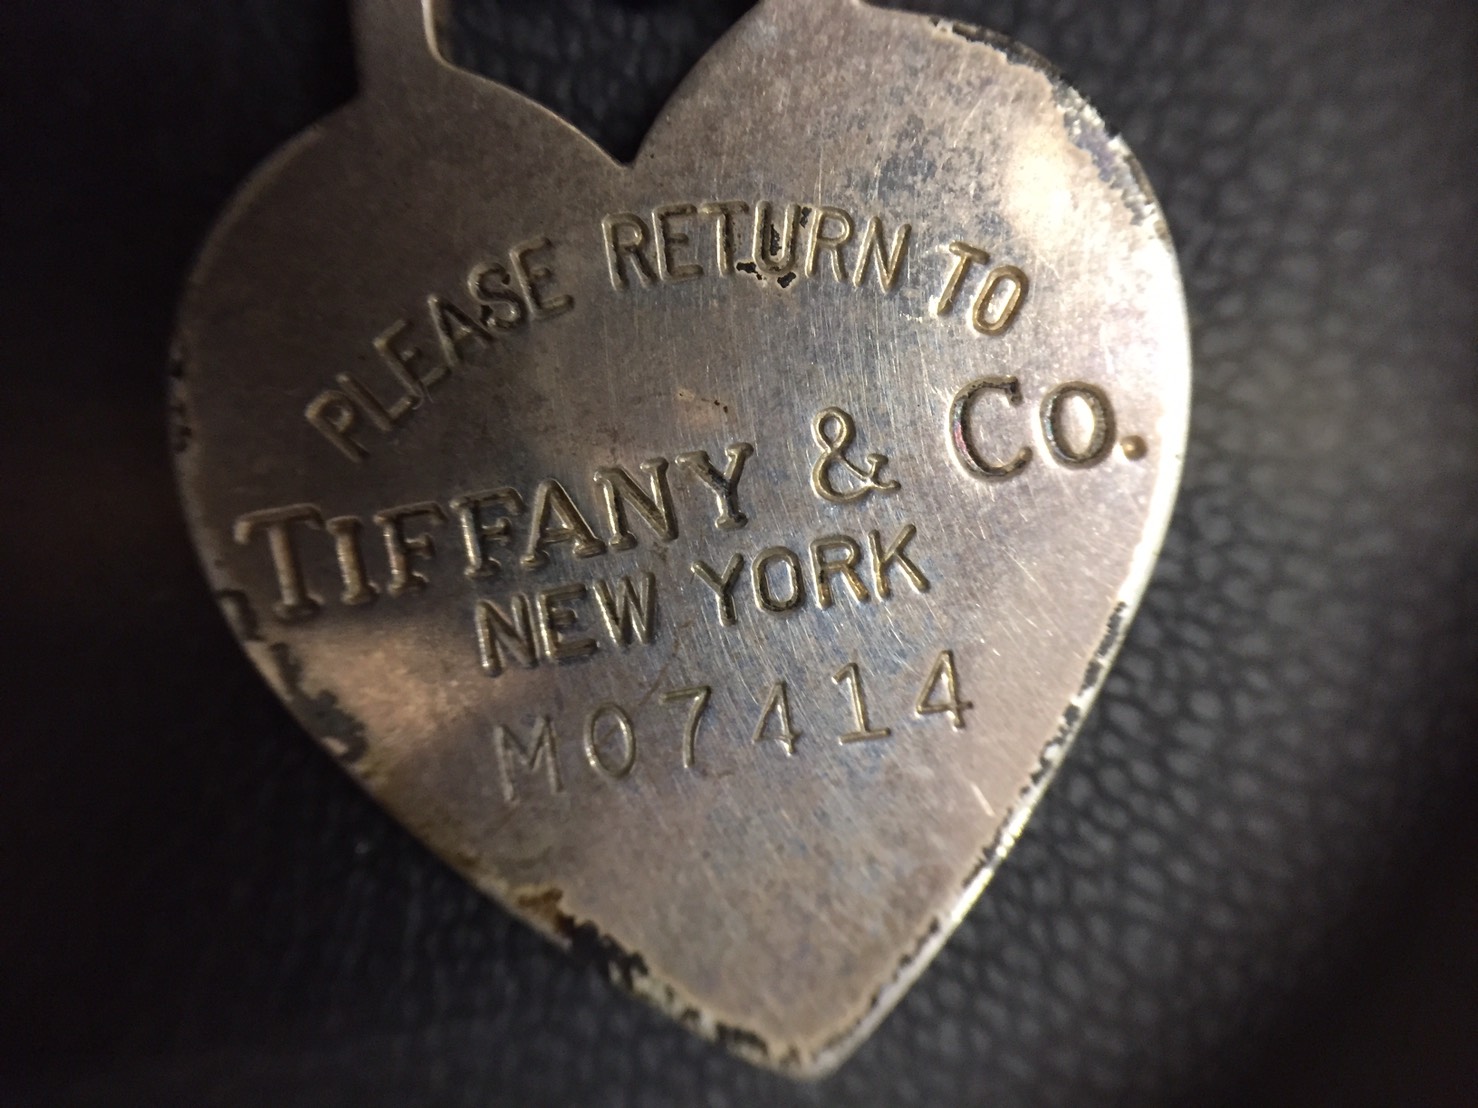 PLEASE RETURN TO
TIFFANY & CO.
NEW YORK
M07414